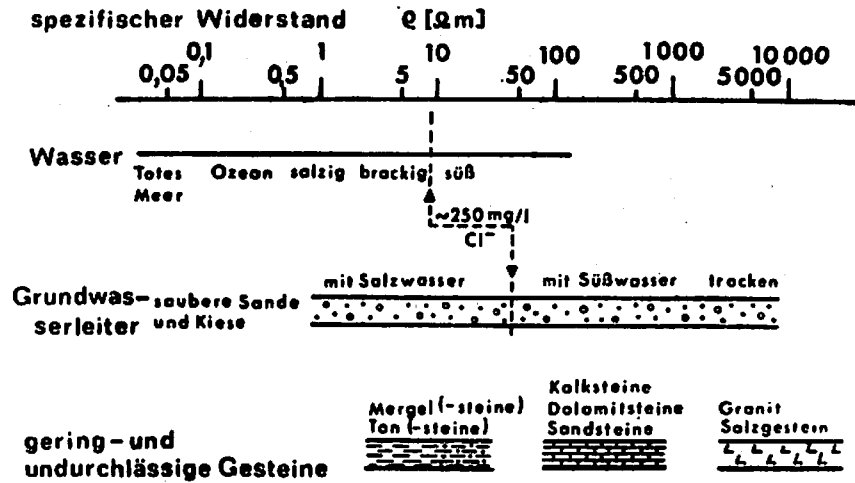 spezifischer Widerstand ϱ [Ωm]
0,1 1 10 100 1000 10 000
0,05 0,5 5 50 500 5000
Wasser
Totes Ozean salzig brackig süß
Meer
~250 mg/l
Cl⁻
mit Salzwasser mit Süßwasser trocken
Grundwas- saubere Sande
serleiter und Kiese
Kalksteine
Mergel (-steine) Dolomitsteine Granit
Ton (-steine) Sandsteine Salzgestein
gering- und
undurchlässige Gesteine